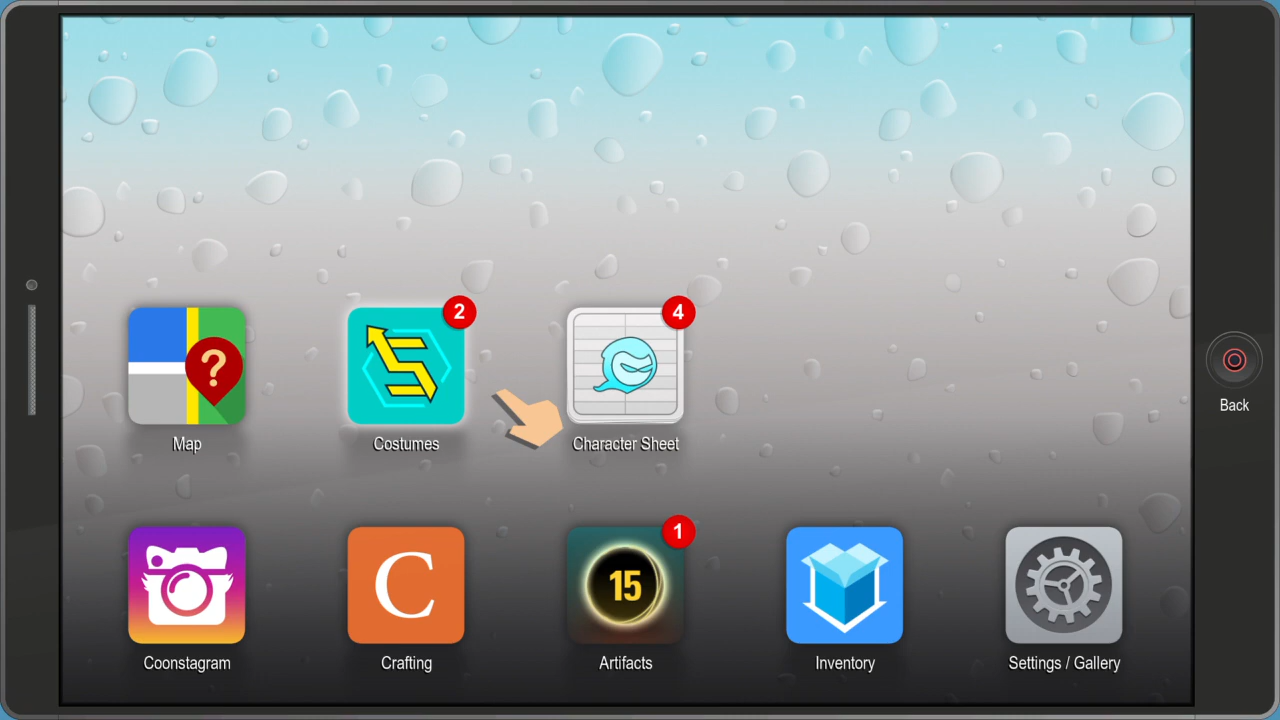 2
4
?
Map
Costumes
Character Sheet
Back
1
C
15
Coonstagram
Crafting
Artifacts
Inventory
Settings / Gallery